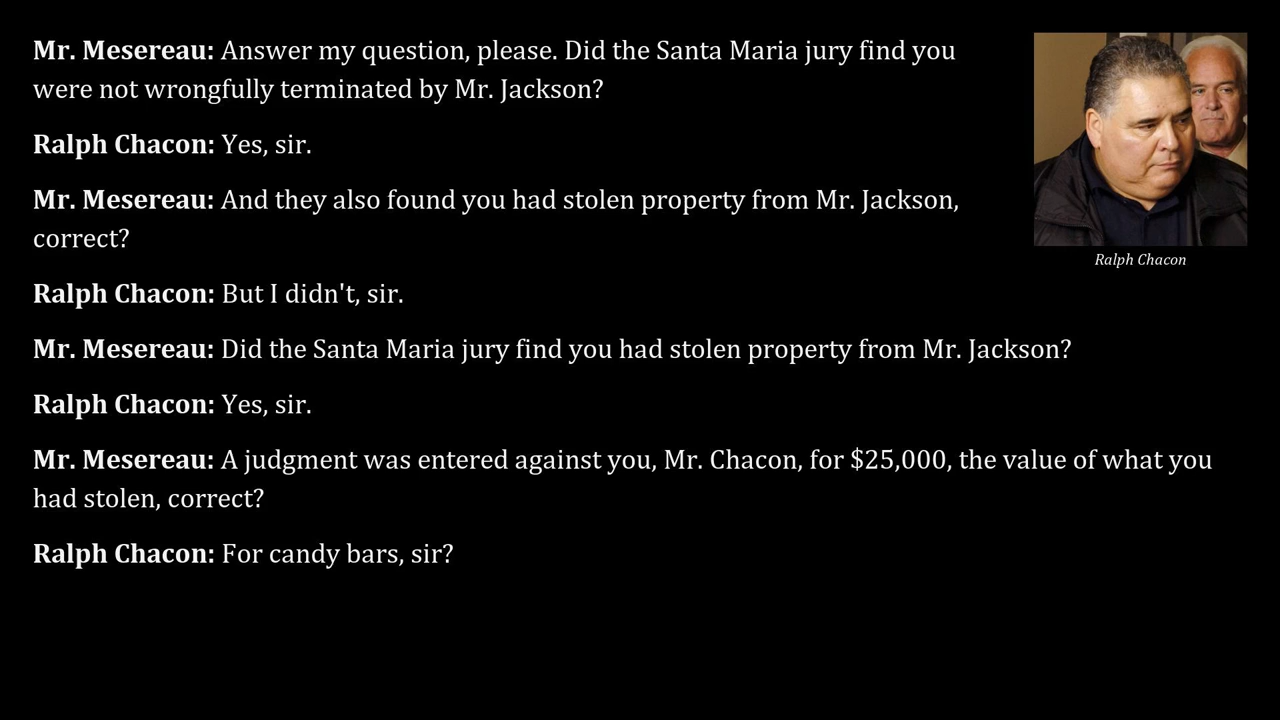 Mr. Mesereau: Answer my question, please. Did the Santa Maria jury find you
were not wrongfully terminated by Mr. Jackson?
Ralph Chacon: Yes, sir.
Mr. Mesereau: And they also found you had stolen property from Mr. Jackson,
correct?
Ralph Chacon: But I didn't, sir.
Mr. Mesereau: Did the Santa Maria jury find you had stolen property from Mr. Jackson?
Ralph Chacon: Yes, sir.
Mr. Mesereau: A judgment was entered against you, Mr. Chacon, for $25,000, the value of what you
had stolen, correct?
Ralph Chacon: For candy bars, sir?
Ralph Chacon